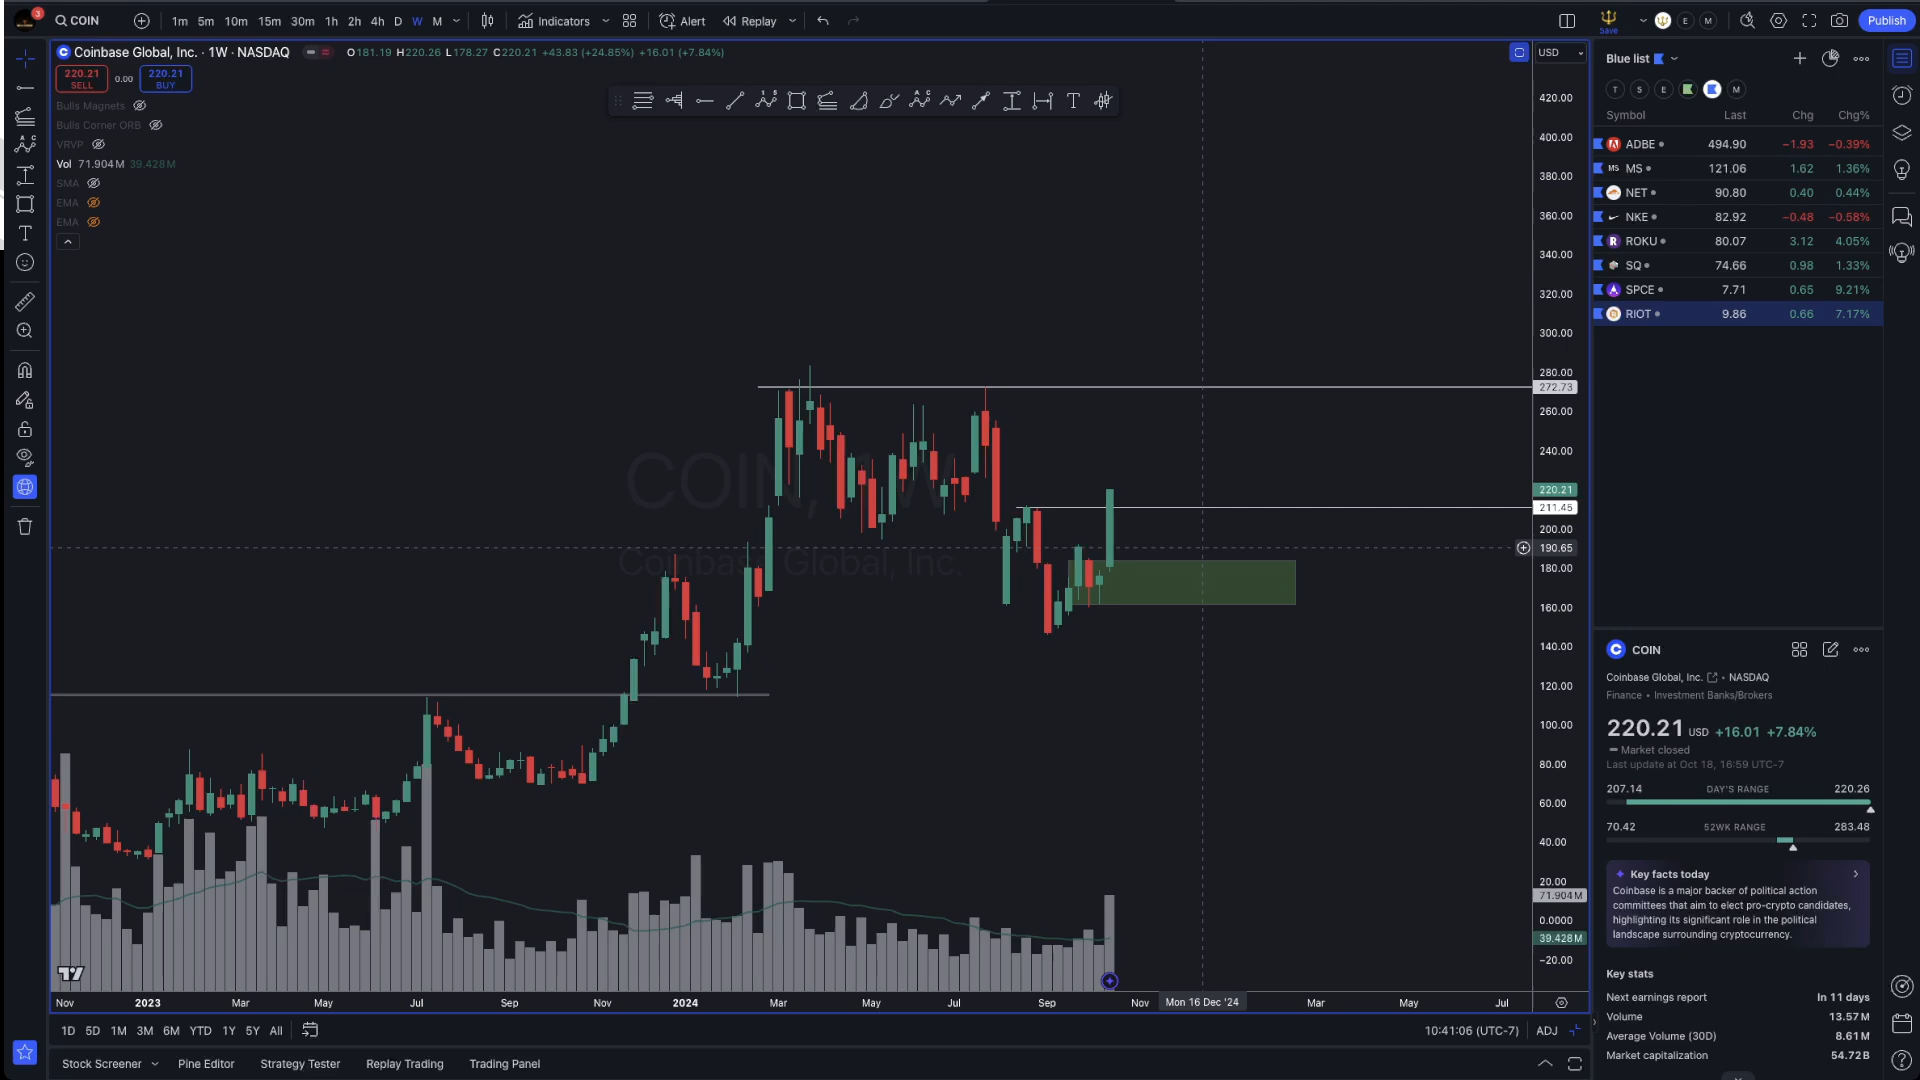 3
COIN
1m 5m 10m 15m 30m 1h 2h 4h D W M
Indicators
Alert
Replay
Save
E M
Publish
Coinbase Global, Inc. · 1W · NASDAQ
O181.19 H220.26 L178.27 C220.21 +43.83 (+24.85%) +16.01 (+7.84%)
220.21
SELL
0.00
220.21
BUY
Bulls Magnets
Bulls Corner ORB
VRVP
Vol 71.904M 39.428M
SMA
EMA
EMA
USD
COIN, 1W
Coinbase Global, Inc.
420.00
400.00
380.00
360.00
340.00
320.00
300.00
280.00
272.73
260.00
240.00
220.21
211.45
200.00
190.65
180.00
160.00
140.00
120.00
100.00
80.00
60.00
40.00
20.00
71.904M
0.0000
39.428M
−20.00
Nov 2023 Mar May Jul Sep Nov 2024 Mar May Jul Sep Nov Mon 16 Dec '24 Mar May Jul
1D 5D 1M 3M 6M YTD 1Y 5Y All
10:41:06 (UTC-7) ADJ
Stock Screener Pine Editor Strategy Tester Replay Trading Trading Panel
Blue list
T S E M
Symbol Last Chg Chg%
ADBE 494.90 −1.93 −0.39%
MS MS 121.06 1.62 1.36%
NET 90.80 0.40 0.44%
NKE 82.92 −0.48 −0.58%
ROKU 80.07 3.12 4.05%
SQ 74.66 0.98 1.33%
SPCE 7.71 0.65 9.21%
RIOT 9.86 0.66 7.17%
COIN
Coinbase Global, Inc. • NASDAQ
Finance • Investment Banks/Brokers
220.21 USD +16.01 +7.84%
Market closed
Last update at Oct 18, 16:59 UTC-7
207.14 DAY'S RANGE 220.26
70.42 52WK RANGE 283.48
Key facts today
Coinbase is a major backer of political action
committees that aim to elect pro-crypto candidates,
highlighting its significant role in the political
landscape surrounding cryptocurrency.
Key stats
Next earnings report In 11 days
Volume 13.57M
Average Volume (30D) 8.61M
Market capitalization 54.72B